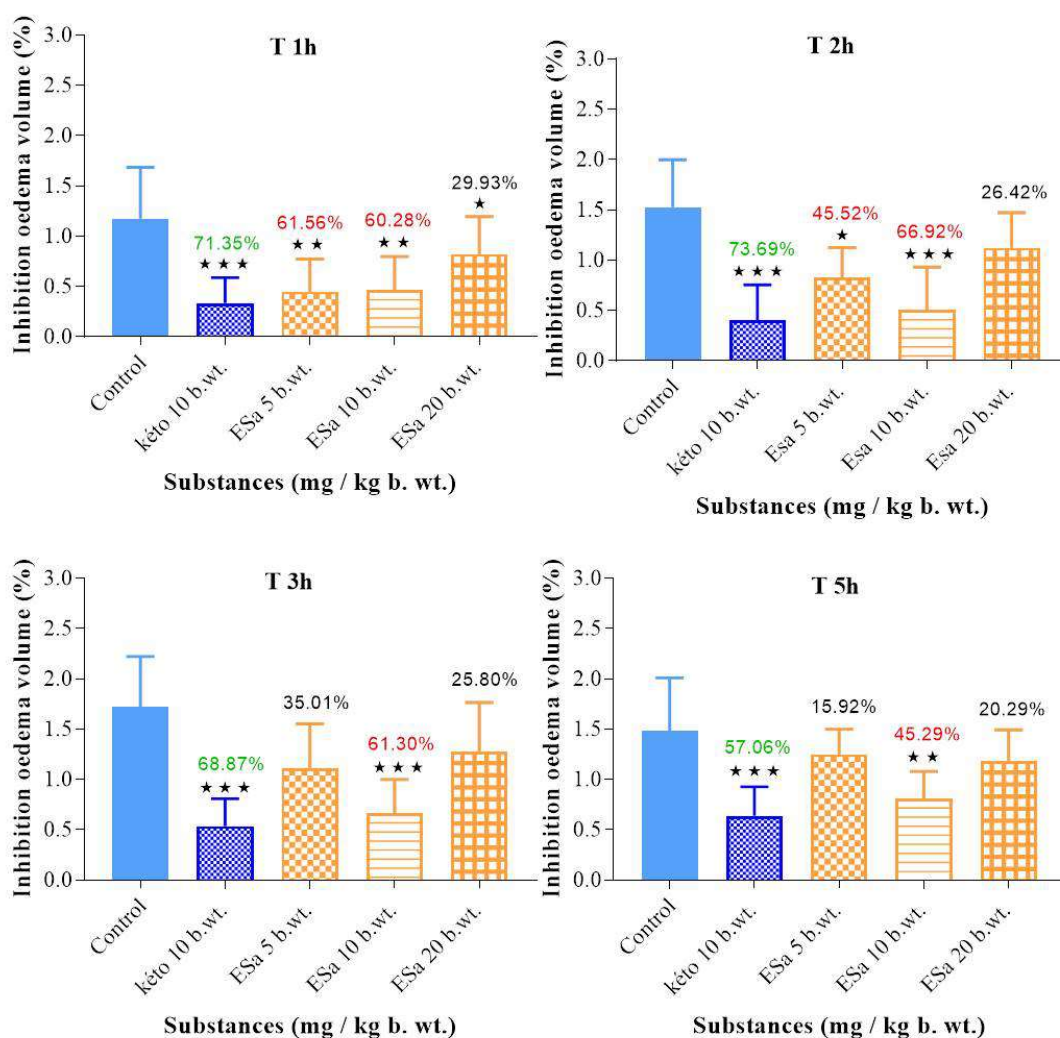 T 1h
Inhibition oedema volume (%)
3.0
2.5
2.0
1.5
1.0
0.5
0.0
71.35%
★ ★ ★
61.56%
★ ★
60.28%
★ ★
29.93%
★
Control
kéto 10 b.wt.
ESa 5 b.wt.
ESa 10 b.wt.
ESa 20 b.wt.
Substances (mg / kg b. wt.)
T 2h
Inhibition oedema volume (%)
3.0
2.5
2.0
1.5
1.0
0.5
0.0
73.69%
★ ★ ★
45.52%
★
66.92%
★ ★ ★
26.42%
Control
kéto 10 b.wt.
Esa 5 b.wt.
Esa 10 b.wt.
Esa 20 b.wt.
Substances (mg / kg b. wt.)
T 3h
Inhibition oedema volume (%)
3.0
2.5
2.0
1.5
1.0
0.5
0.0
68.87%
★ ★ ★
35.01%
61.30%
★ ★ ★
25.80%
Control
kéto 10 b.wt.
ESa 5 b.wt.
ESa 10 b.wt.
ESa 20 b.wt.
Substances (mg / kg b. wt.)
T 5h
Inhibition oedema volume (%)
3.0
2.5
2.0
1.5
1.0
0.5
0.0
57.06%
★ ★ ★
15.92%
45.29%
★ ★
20.29%
Control
kéto 10 b.wt.
ESa 5 b.wt.
ESa 10 b.wt.
ESa 20 b.wt.
Substances (mg / kg b. wt.)